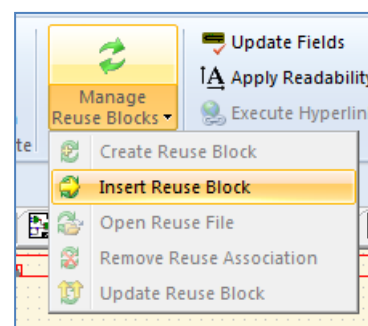 Manage
Reuse Blocks
Update Fields
A Apply Readability
Execute Hyperlin
te
Create Reuse Block
Insert Reuse Block
Open Reuse File
Remove Reuse Association
Update Reuse Block